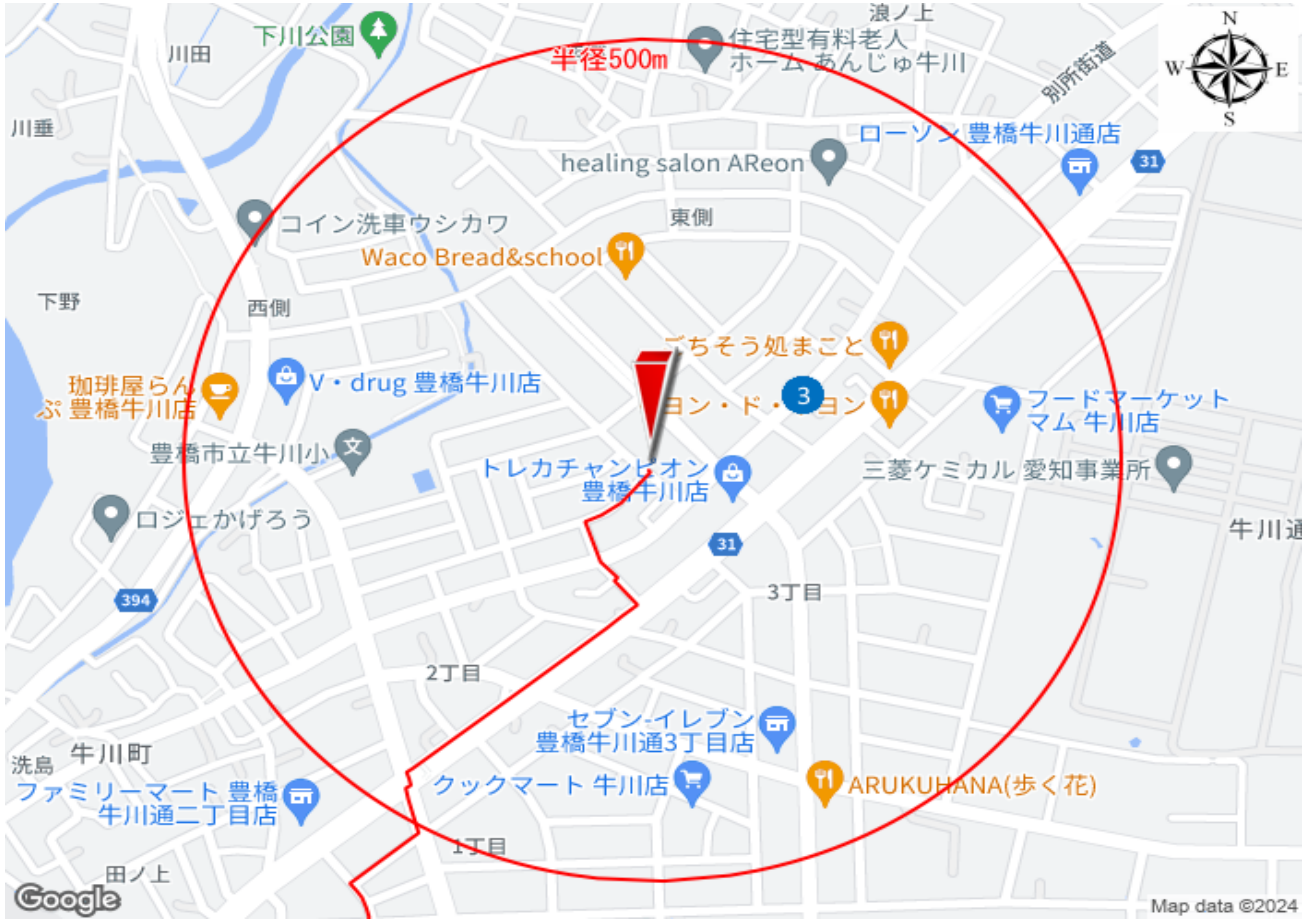 浪ノ上
N
下川公園
住宅型有料老人
ホーム あんじゅ牛川
川田
半径500m
別所街道
W
E
S
川垂
ローソン 豊橋牛川通店
31
healing salon AReon
東側
コイン洗車ウシカワ
Waco Bread&school
下野
西側
ごちそう処まこと
V・drug 豊橋牛川店
珈琲屋らん
ぷ 豊橋牛川店
3
ヨン・ド・
ヨン
フードマーケット
マム 牛川店
豊橋市立牛川小
文
トレカチャンピオン
豊橋牛川店
三菱ケミカル 愛知事業所
ロジェかげろう
牛川通
31
394
3丁目
2丁目
セブン-イレブン
豊橋牛川通3丁目店
牛川町
洗島
クックマート 牛川店
ARUKUHANA(歩く花)
ファミリーマート 豊橋
牛川通二丁目店
1丁目
田ノ上
Google
Map data ©2024